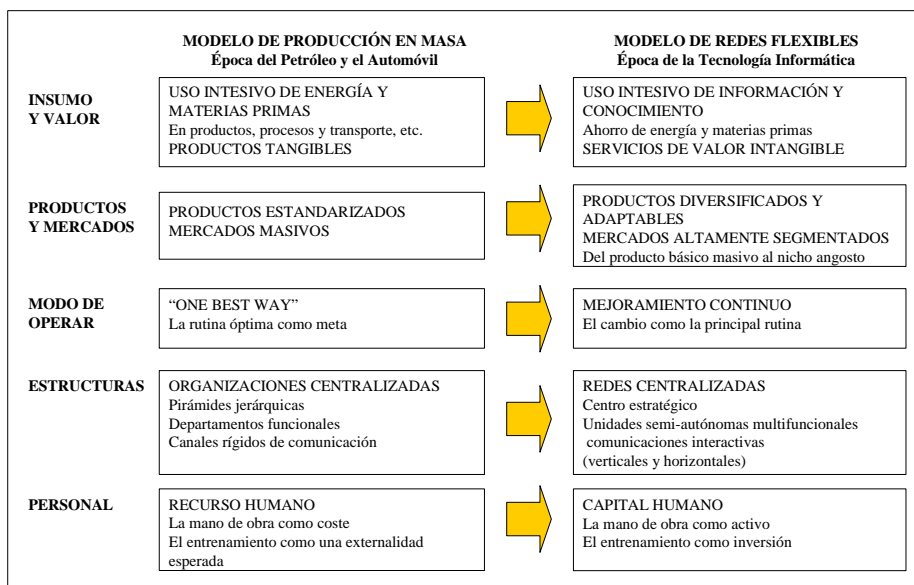 MODELO DE PRODUCCIÓN EN MASA
Época del Petróleo y el Automóvil
MODELO DE REDES FLEXIBLES
Época de la Tecnología Informática
INSUMO
Y VALOR
USO INTESIVO DE ENERGÍA Y
MATERIAS PRIMAS
En productos, procesos y transporte, etc.
PRODUCTOS TANGIBLES
USO INTESIVO DE INFORMACIÓN Y
CONOCIMIENTO
Ahorro de energía y materias primas
SERVICIOS DE VALOR INTANGIBLE
PRODUCTOS
Y MERCADOS
PRODUCTOS ESTANDARIZADOS
MERCADOS MASIVOS
PRODUCTOS DIVERSIFICADOS Y
ADAPTABLES
MERCADOS ALTAMENTE SEGMENTADOS
Del producto básico masivo al nicho angosto
MODO DE
OPERAR
“ONE BEST WAY”
La rutina óptima como meta
MEJORAMIENTO CONTINUO
El cambio como la principal rutina
ESTRUCTURAS
ORGANIZACIONES CENTRALIZADAS
Pirámides jerárquicas
Departamentos funcionales
Canales rígidos de comunicación
REDES CENTRALIZADAS
Centro estratégico
Unidades semi-autónomas multifuncionales
comunicaciones interactivas
(verticales y horizontales)
PERSONAL
RECURSO HUMANO
La mano de obra como coste
El entrenamiento como una externalidad
esperada
CAPITAL HUMANO
La mano de obra como activo
El entrenamiento como inversión